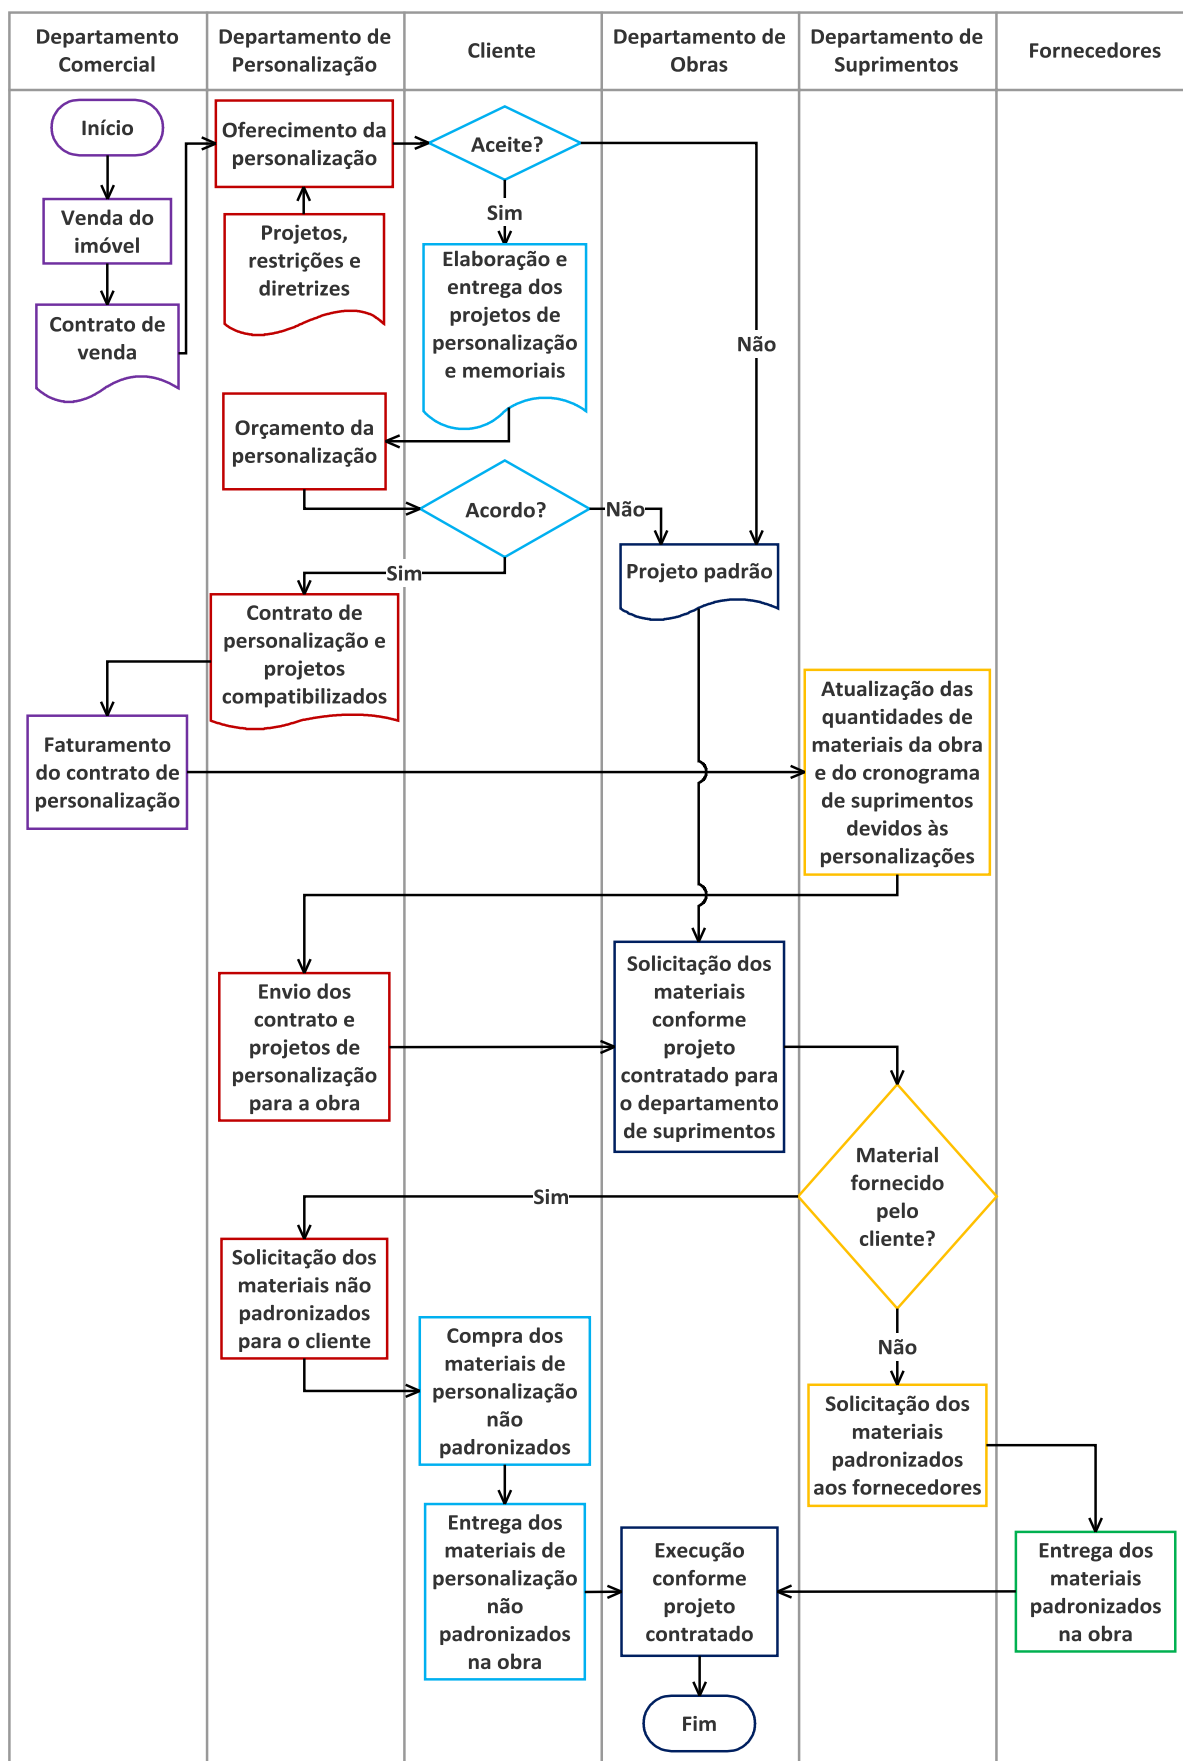 Departamento
Comercial
Departamento de
Personalização
Cliente
Departamento de
Obras
Departamento de
Suprimentos
Fornecedores
Início
Venda do
imóvel
Contrato de
venda
Oferecimento da
personalização
Projetos,
restrições e
diretrizes
Aceite?
Sim
Não
Elaboração e
entrega dos
projetos de
personalização
e memoriais
Orçamento da
personalização
Acordo?
Não
Sim
Projeto padrão
Contrato de
personalização e
projetos
compatibilizados
Faturamento
do contrato de
personalização
Atualização das
quantidades de
materiais da obra
e do cronograma
de suprimentos
devidos às
personalizações
Envio dos
contrato e
projetos de
personalização
para a obra
Solicitação dos
materiais
conforme
projeto
contratado para
o departamento
de suprimentos
Material
fornecido
pelo
cliente?
Sim
Não
Solicitação dos
materiais não
padronizados
para o cliente
Compra dos
materiais de
personalização
não
padronizados
Solicitação dos
materiais
padronizados
aos fornecedores
Entrega dos
materiais de
personalização
não
padronizados
na obra
Execução
conforme
projeto
contratado
Entrega dos
materiais
padronizados
na obra
Fim